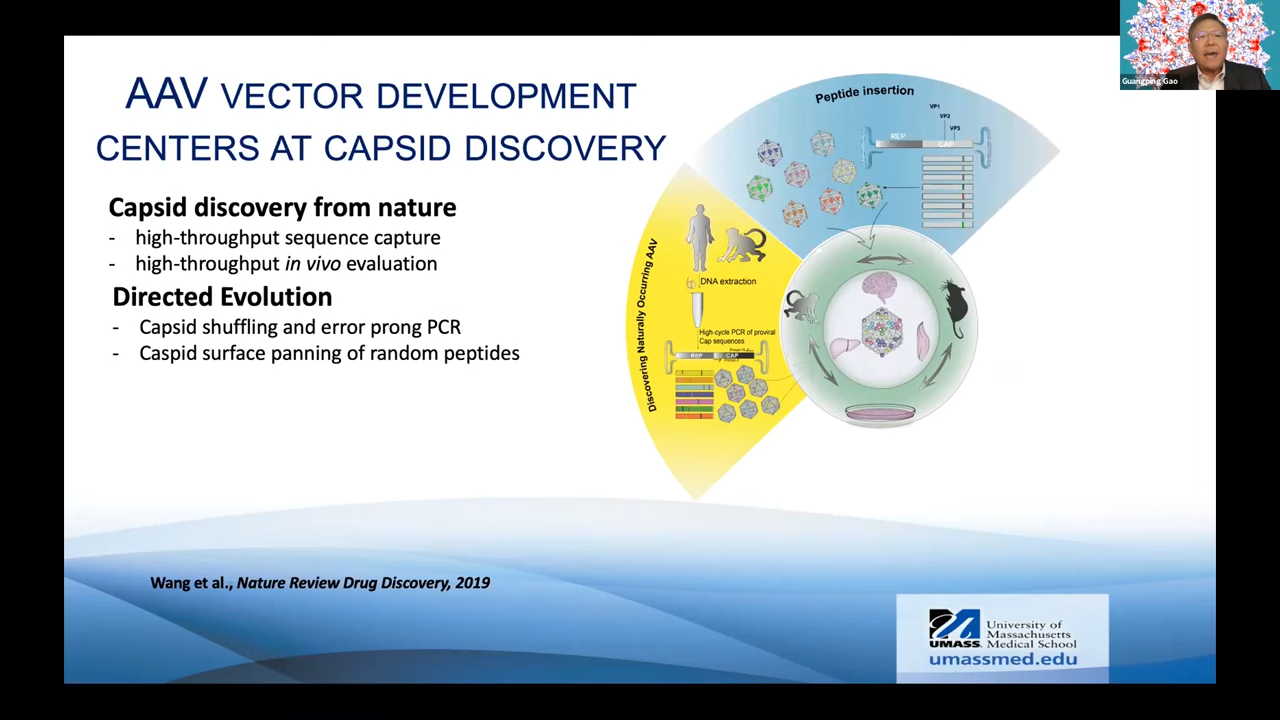 Guangping Gao
AAV VECTOR DEVELOPMENT
CENTERS AT CAPSID DISCOVERY
Capsid discovery from nature
- high-throughput sequence capture
- high-throughput in vivo evaluation
Directed Evolution
- Capsid shuffling and error prong PCR
- Caspid surface panning of random peptides
Peptide insertion
VP1
VP2
VP3
REP
CAP
Discovering Naturally Occurring AAV
DNA extraction
High-cycle PCR of proviral
Cap sequences
REP
CAP
Wang et al., Nature Review Drug Discovery, 2019
UMASS
University of
Massachusetts
Medical School
umassmed.edu